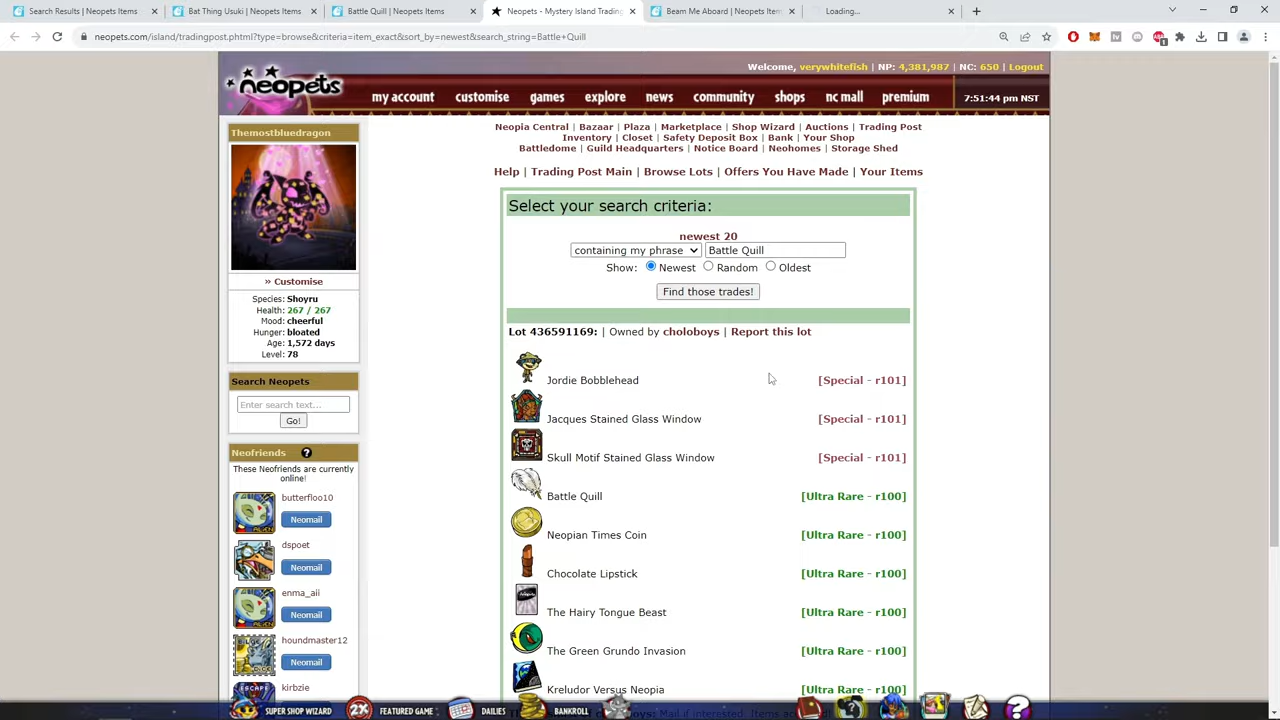 Search Results | Neopets Items
Bat Thing Usuki | Neopets Items
Battle Quill | Neopets Items
Neopets - Mystery Island Trading
Beam Me Aboard | Neopets Item
Loading...
neopets.com/island/tradingpost.phtml?type=browse&criteria=item_exact&sort_by=newest&search_string=Battle+Quill
neopets
Welcome, verywhitefish | NP: 4,381,987 | NC: 650 | Logout
my account customise games explore news community shops nc mall premium
7:51:44 pm NST
Themostbluedragon
» Customise
Species: Shoyru
Health: 267 / 267
Mood: cheerful
Hunger: bloated
Age: 1,572 days
Level: 78
Search Neopets
Enter search text...
Go!
Neofriends ?
These Neofriends are currently
online!
butterfloo10
Neomail
dspoet
Neomail
enma_aii
Neomail
houndmaster12
Neomail
kirbzie
Neopia Central | Bazaar | Plaza | Marketplace | Shop Wizard | Auctions | Trading Post
Inventory | Closet | Safety Deposit Box | Bank | Your Shop
Battledome | Guild Headquarters | Notice Board | Neohomes | Storage Shed
Help | Trading Post Main | Browse Lots | Offers You Have Made | Your Items
Select your search criteria:
newest 20
containing my phrase Battle Quill
Show: Newest Random Oldest
Find those trades!
Lot 436591169: | Owned by choloboys | Report this lot
Jordie Bobblehead [Special - r101]
Jacques Stained Glass Window [Special - r101]
Skull Motif Stained Glass Window [Special - r101]
Battle Quill [Ultra Rare - r100]
Neopian Times Coin [Ultra Rare - r100]
Chocolate Lipstick [Ultra Rare - r100]
The Hairy Tongue Beast [Ultra Rare - r100]
The Green Grundo Invasion [Ultra Rare - r100]
Kreludor Versus Neopia [Ultra Rare - r100]
SUPER SHOP WIZARD 2X FEATURED GAME DAILIES BANKROLL